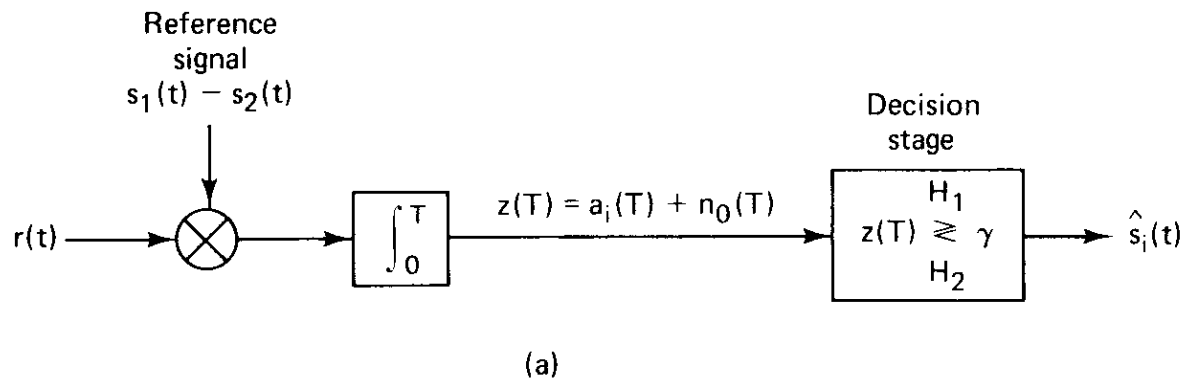 Reference
signal
s₁(t) − s₂(t)
r(t)
∫₀ᵀ
z(T) = aᵢ(T) + n₀(T)
Decision
stage
H₁
z(T) ≷ γ
H₂
ŝᵢ(t)
(a)